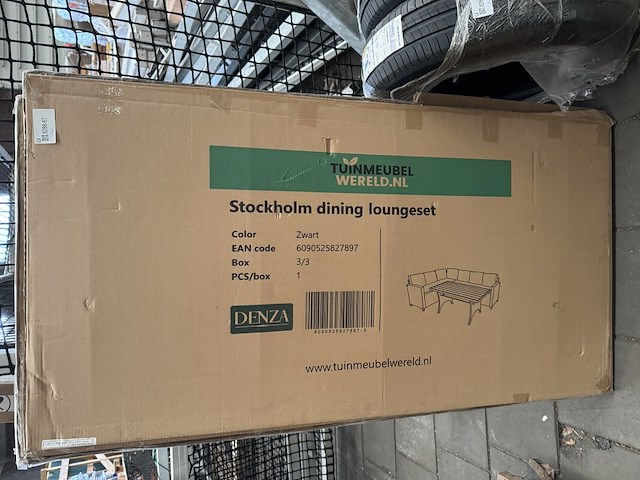 TUINMEUBEL
WERELD.NL
Stockholm dining loungeset
Color Zwart
EAN code 6090525827897
Box 3/3
PCS/box 1
DENZA
www.tuinmeubelwereld.nl